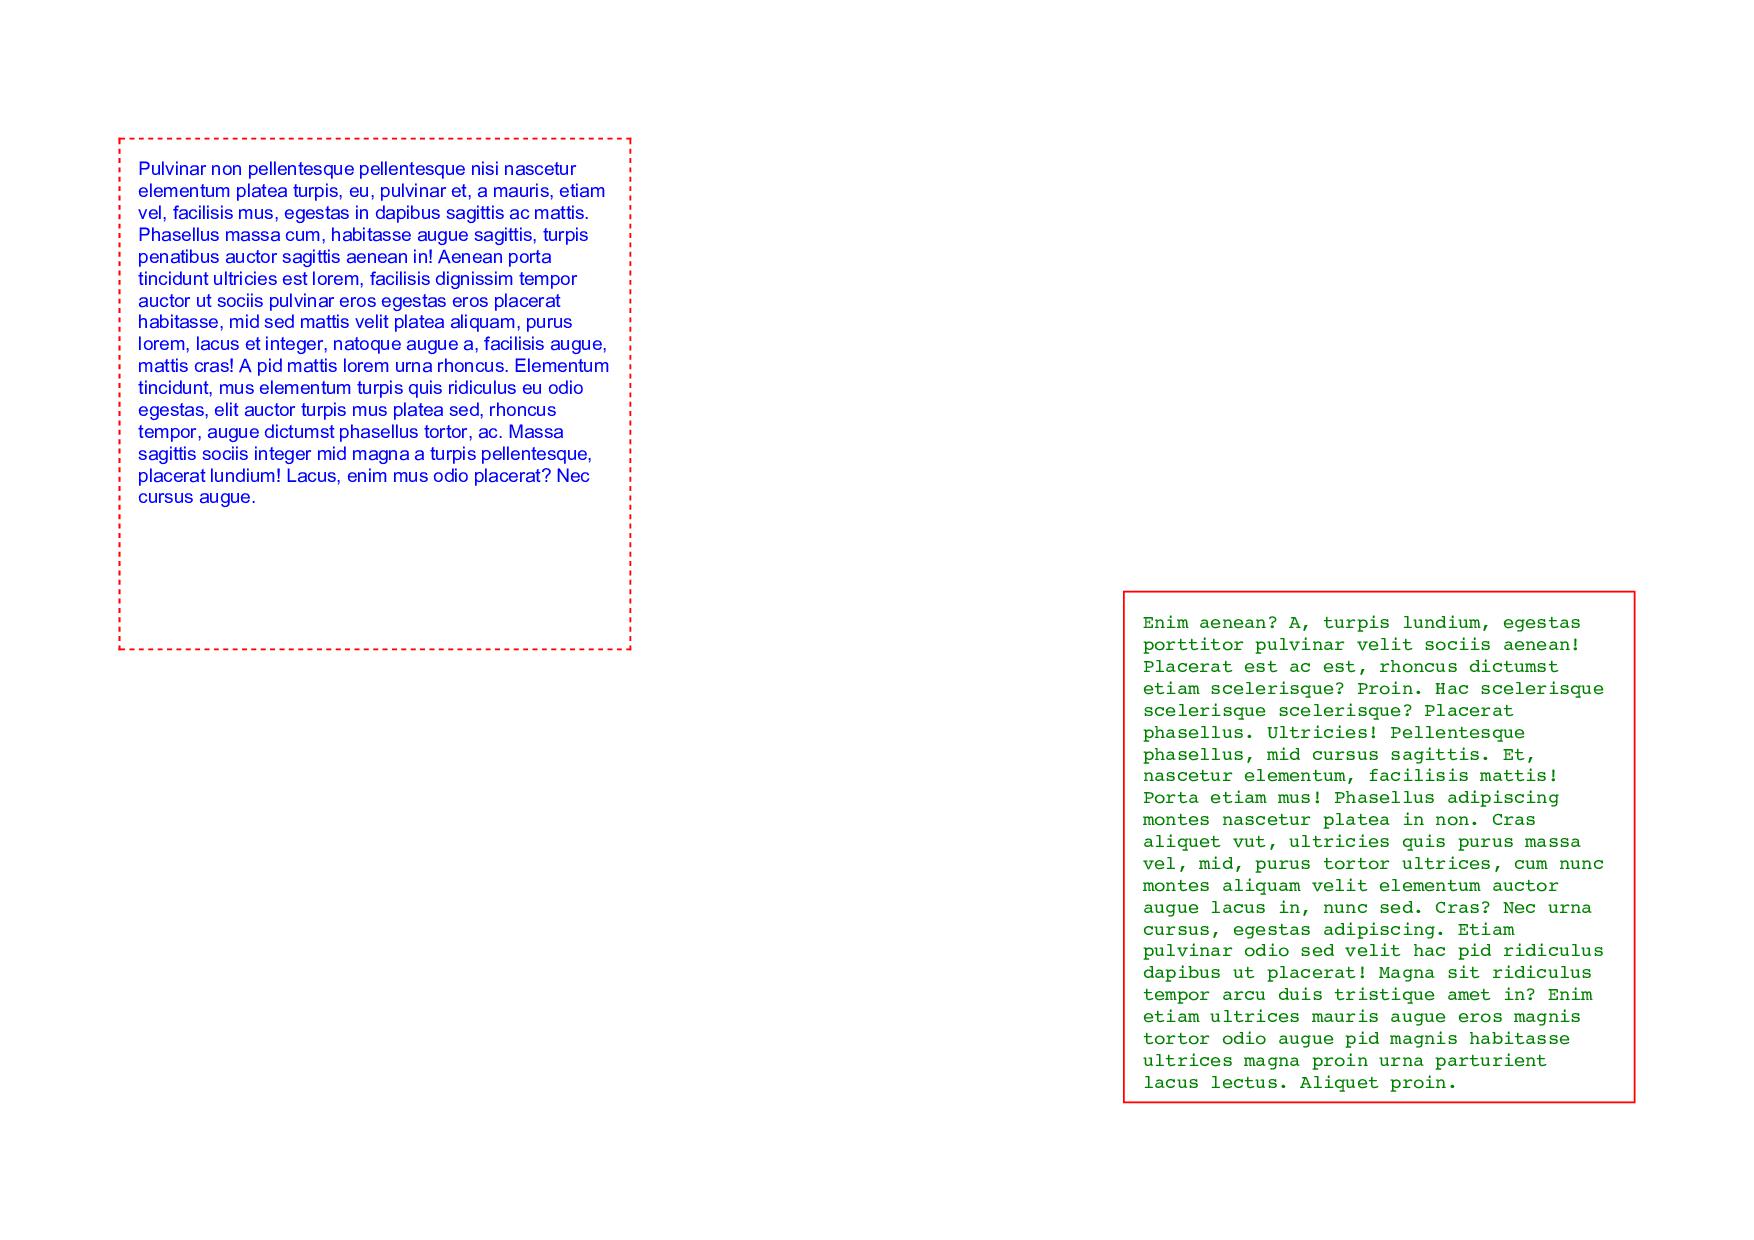 Pulvinar non pellentesque pellentesque nisi nascetur
elementum platea turpis, eu, pulvinar et, a mauris, etiam
vel, facilisis mus, egestas in dapibus sagittis ac mattis.
Phasellus massa cum, habitasse augue sagittis, turpis
penatibus auctor sagittis aenean in! Aenean porta
tincidunt ultricies est lorem, facilisis dignissim tempor
auctor ut sociis pulvinar eros egestas eros placerat
habitasse, mid sed mattis velit platea aliquam, purus
lorem, lacus et integer, natoque augue a, facilisis augue,
mattis cras! A pid mattis lorem urna rhoncus. Elementum
tincidunt, mus elementum turpis quis ridiculus eu odio
egestas, elit auctor turpis mus platea sed, rhoncus
tempor, augue dictumst phasellus tortor, ac. Massa
sagittis sociis integer mid magna a turpis pellentesque,
placerat lundium! Lacus, enim mus odio placerat? Nec
cursus augue.
Enim aenean? A, turpis lundium, egestas
porttitor pulvinar velit sociis aenean!
Placerat est ac est, rhoncus dictumst
etiam scelerisque? Proin. Hac scelerisque
scelerisque scelerisque? Placerat
phasellus. Ultricies! Pellentesque
phasellus, mid cursus sagittis. Et,
nascetur elementum, facilisis mattis!
Porta etiam mus! Phasellus adipiscing
montes nascetur platea in non. Cras
aliquet vut, ultricies quis purus massa
vel, mid, purus tortor ultrices, cum nunc
montes aliquam velit elementum auctor
augue lacus in, nunc sed. Cras? Nec urna
cursus, egestas adipiscing. Etiam
pulvinar odio sed velit hac pid ridiculus
dapibus ut placerat! Magna sit ridiculus
tempor arcu duis tristique amet in? Enim
etiam ultrices mauris augue eros magnis
tortor odio augue pid magnis habitasse
ultrices magna proin urna parturient
lacus lectus. Aliquet proin.